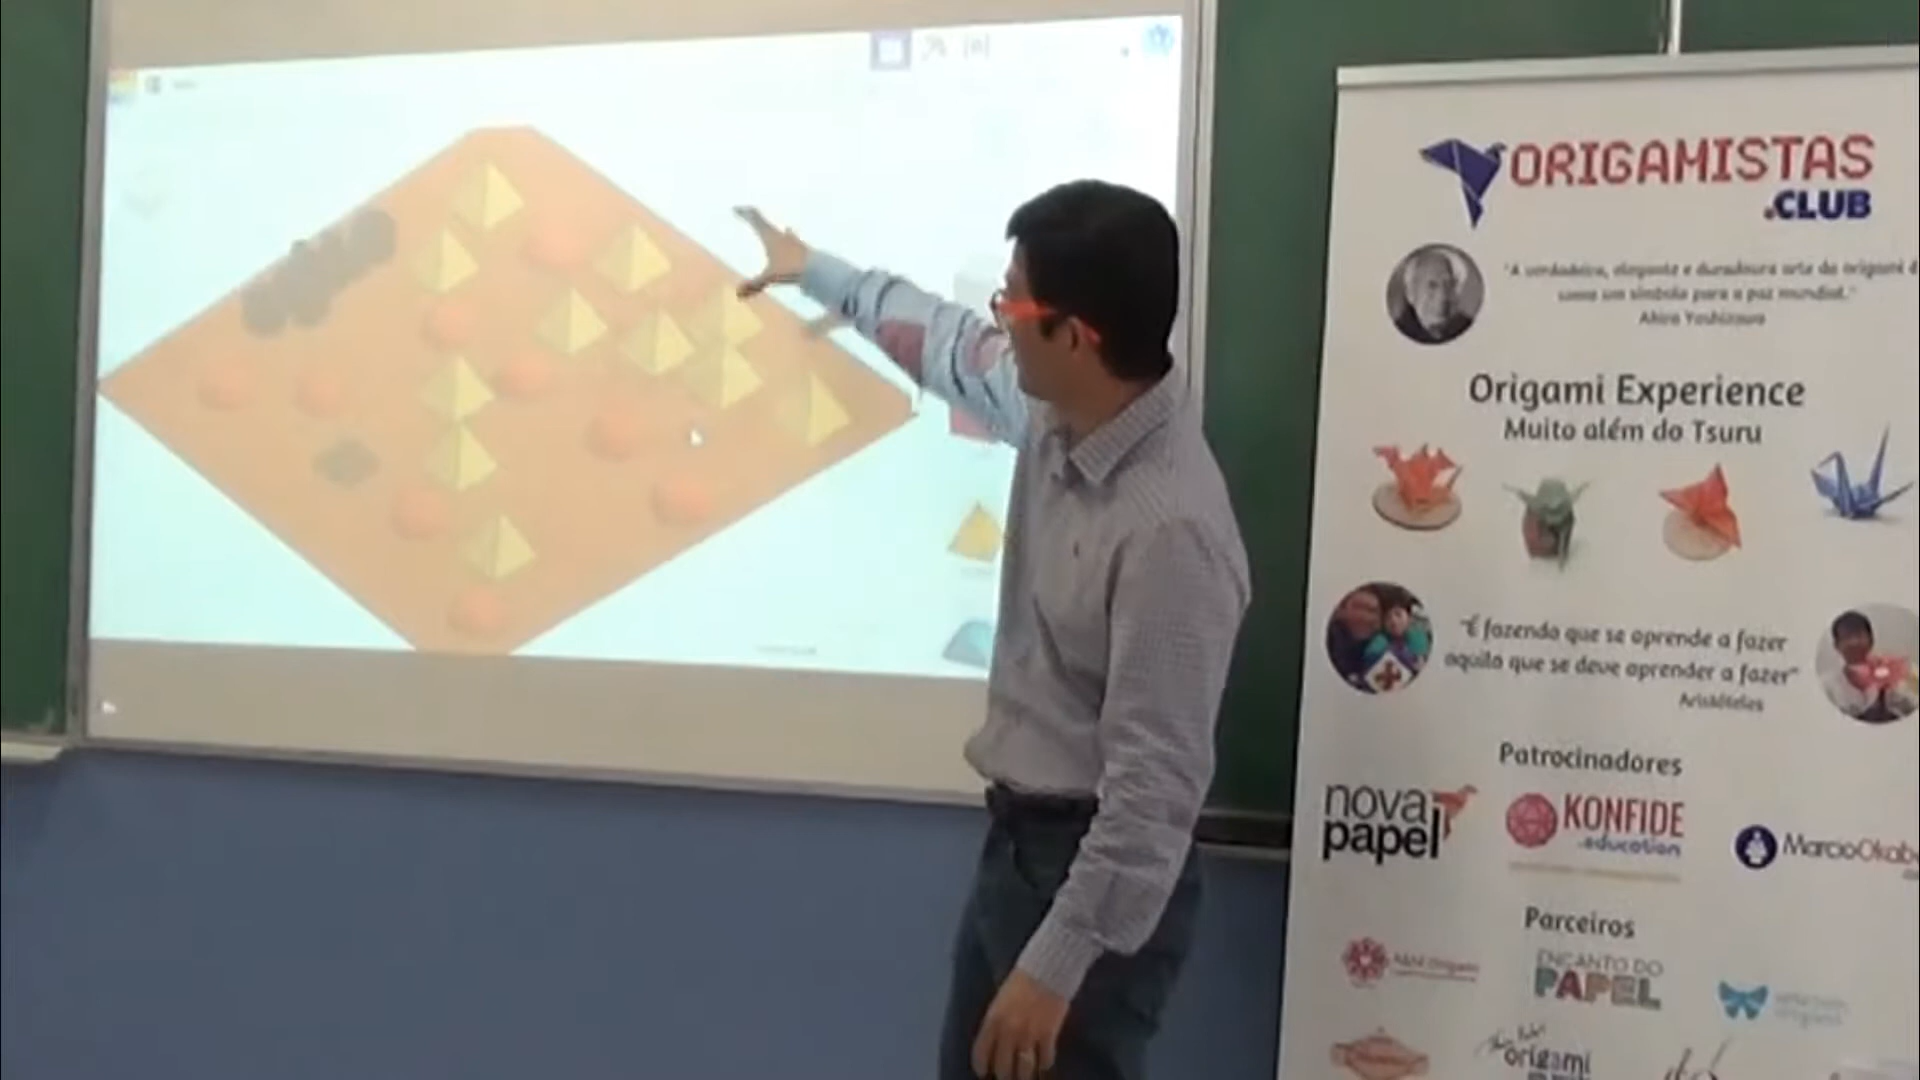 ORIGAMISTAS
.CLUB
"A verdadeira, elegante e duradoura arte do origami é
como um símbolo para a paz mundial."
Akira Yoshizawa
Origami Experience
Muito além do Tsuru
"É fazendo que se aprende a fazer
aquilo que se deve aprender a fazer"
Aristóteles
Patrocinadores
nova
papel
KONFIDE
.education
MarcioOkabe
Parceiros
ENCANTO DO
PAPEL
origami